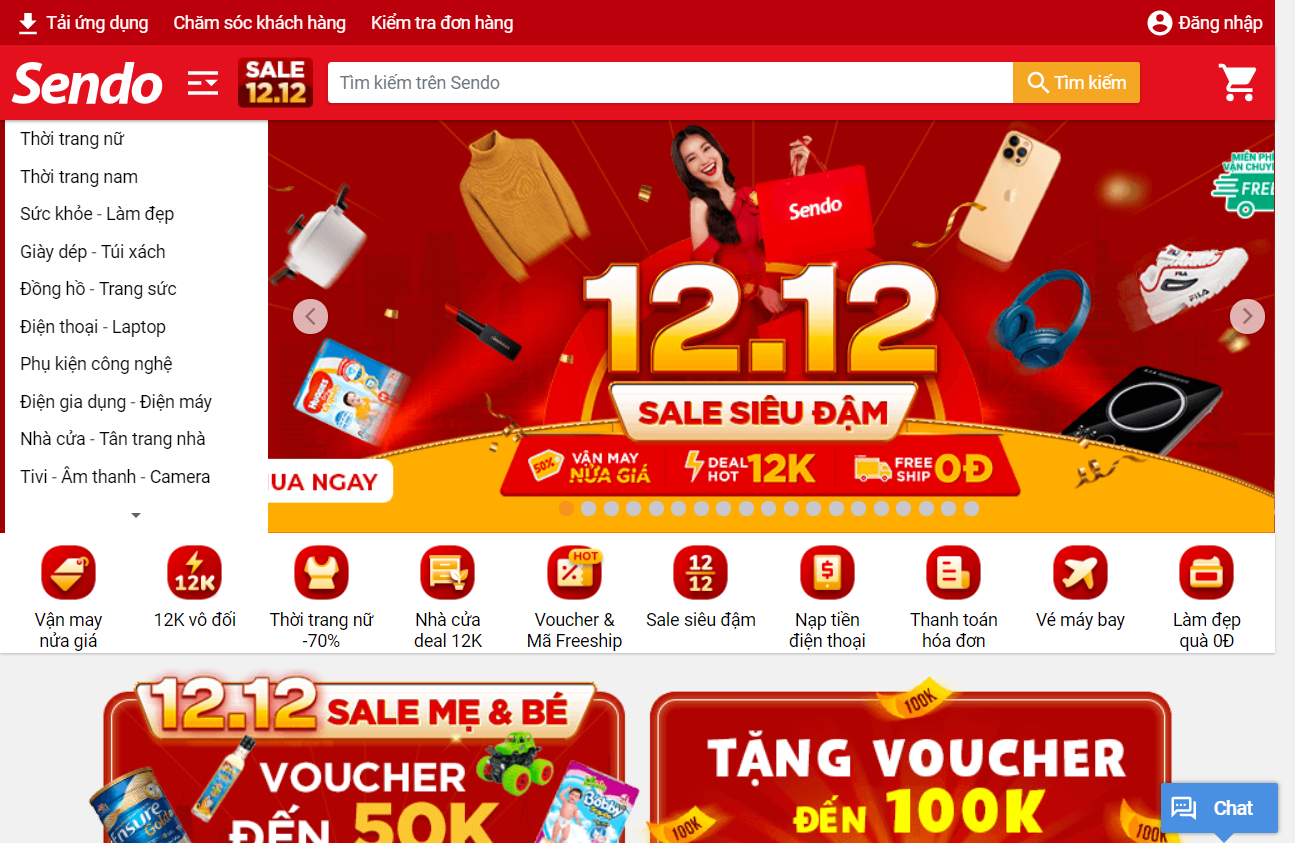 Tải ứng dụng Chăm sóc khách hàng Kiểm tra đơn hàng Đăng nhập
Sendo SALE 12.12 Tìm kiếm trên Sendo Tìm kiếm
Thời trang nữ
Thời trang nam
Sức khỏe - Làm đẹp
Giày dép - Túi xách
Đồng hồ - Trang sức
Điện thoại - Laptop
Phụ kiện công nghệ
Điện gia dụng - Điện máy
Nhà cửa - Tân trang nhà
Tivi - Âm thanh - Camera
MIỄN PHÍ
VẬN CHUYỂ
FREE
Sendo
FILA
FILA
HUGGIES
12.12
SALE SIÊU ĐẬM
50% VẬN MAY NỬA GIÁ DEAL HOT 12K FREE SHIP 0Đ
UA NGAY
12K HOT 12 12
Vận may nửa giá
12K vô đối
Thời trang nữ -70%
Nhà cửa deal 12K
Voucher & Mã Freeship
Sale siêu đậm
Nạp tiền điện thoại
Thanh toán hóa đơn
Vé máy bay
Làm đẹp quà 0Đ
12.12 SALE MẸ & BÉ
VOUCHER
ĐẾN 50K
Ensure Gold
Bobby
100K
TẶNG VOUCHER
ĐẾN 100K
100K
100K
Chat